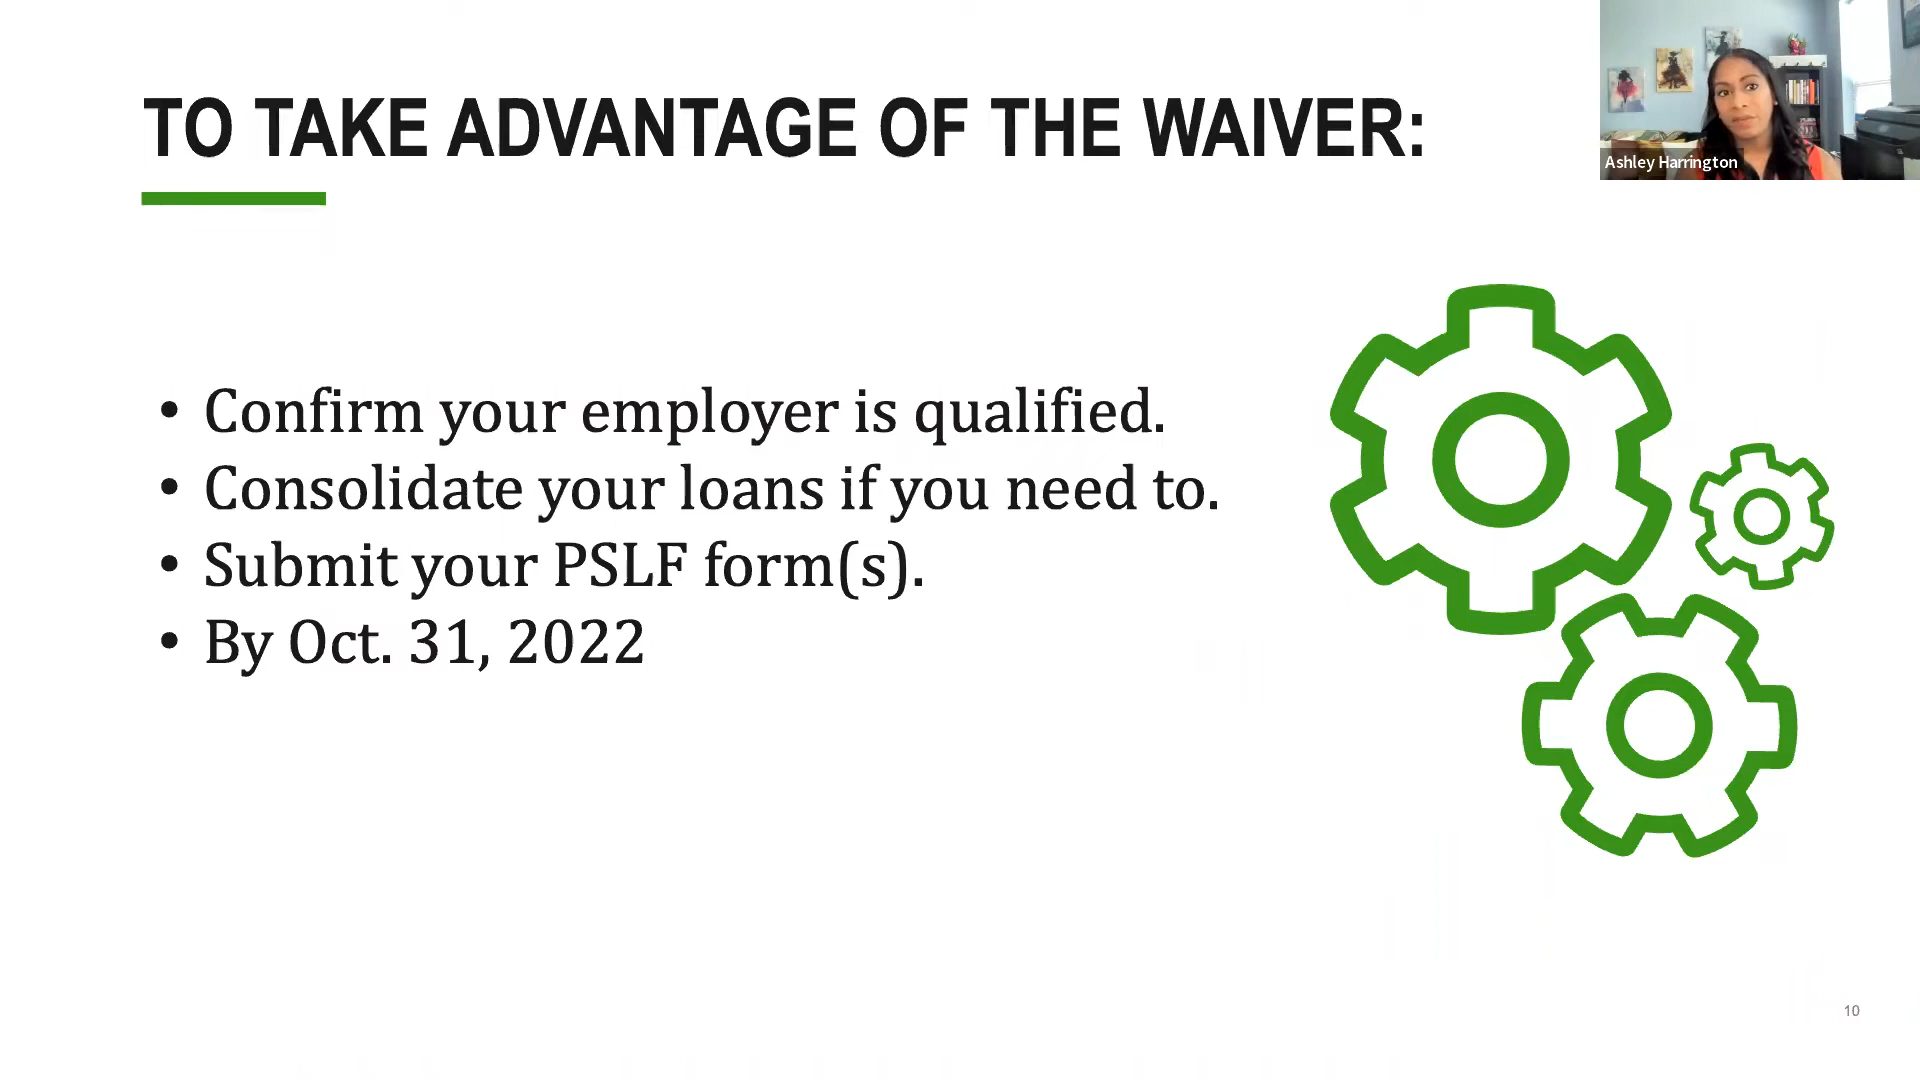 TO TAKE ADVANTAGE OF THE WAIVER:
Ashley Harrington
• Confirm your employer is qualified.
• Consolidate your loans if you need to.
• Submit your PSLF form(s).
• By Oct. 31, 2022
10